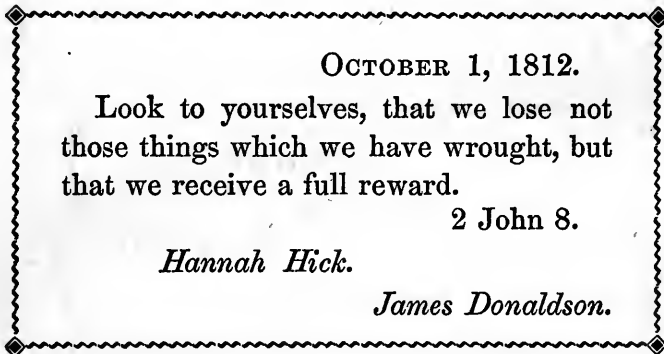 October 1, 1812.
Look to yourselves, that we lose not
those things which we have wrought, but
that we receive a full reward.
2 John 8.
Hannah Hick.
James Donaldson.